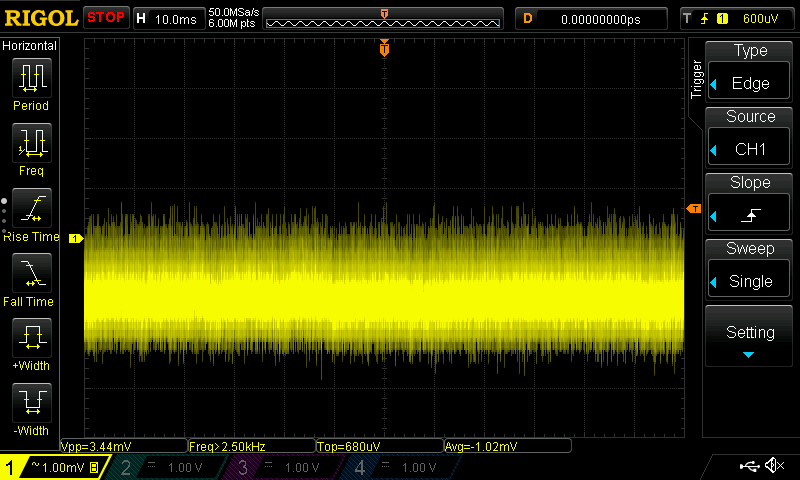 RIGOL STOP H 10.0ms 50.0MSa/s 6.00M pts T D 0.00000000ps T 1 600uV
Horizontal
Period
Freq
Rise Time
Fall Time
+Width
-Width
T
1
T
Trigger
Type
Edge
Source
CH1
Slope
Sweep
Single
Setting
Vpp=3.44mV Freq>2.50kHz Top=680uV Avg=-1.02mV
1 ~ 1.00mV B 2 1.00 V 3 1.00 V 4 1.00 V